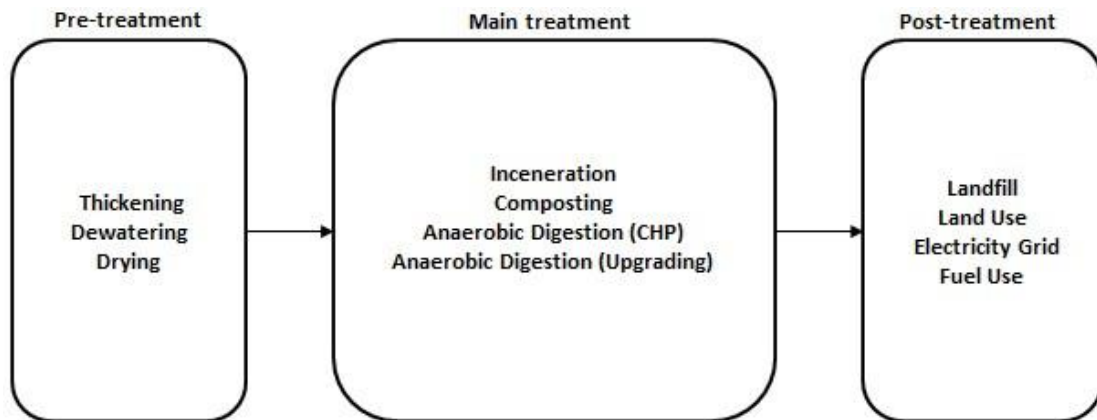 Pre-treatment
Thickening
Dewatering
Drying
Main treatment
Inceneration
Composting
Anaerobic Digestion (CHP)
Anaerobic Digestion (Upgrading)
Post-treatment
Landfill
Land Use
Electricity Grid
Fuel Use